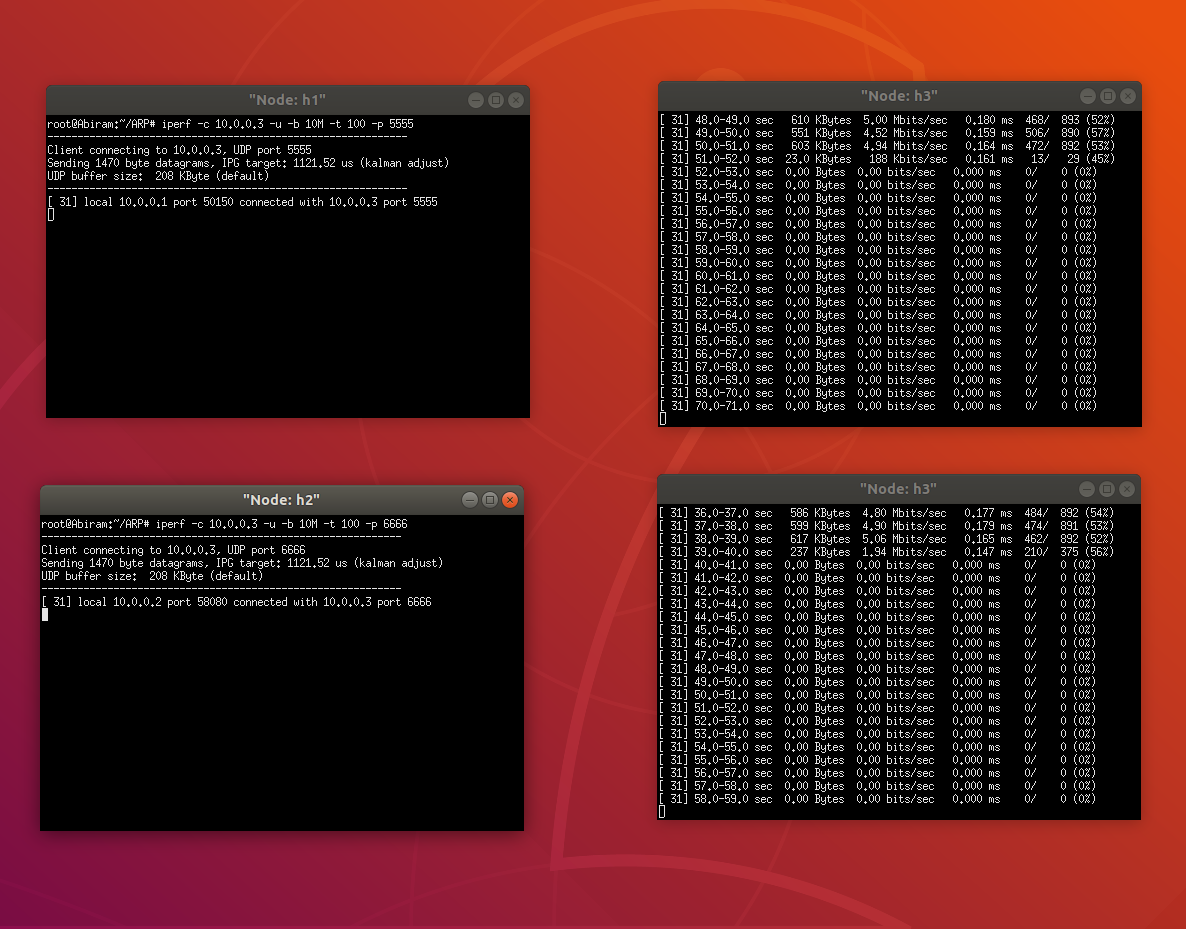 "Node: h1"
root@Abiram:~/ARP# iperf -c 10.0.0.3 -u -b 10M -t 100 -p 5555
------------------------------------------------------------
Client connecting to 10.0.0.3, UDP port 5555
Sending 1470 byte datagrams, IPG target: 1121.52 us (kalman adjust)
UDP buffer size:  208 KByte (default)
------------------------------------------------------------
[ 31] local 10.0.0.1 port 50150 connected with 10.0.0.3 port 5555
"Node: h3"
[ 31] 48.0-49.0 sec   610 KBytes  5.00 Mbits/sec   0.180 ms  468/  893 (52%)
[ 31] 49.0-50.0 sec   551 KBytes  4.52 Mbits/sec   0.159 ms  506/  890 (57%)
[ 31] 50.0-51.0 sec   603 KBytes  4.94 Mbits/sec   0.164 ms  472/  892 (53%)
[ 31] 51.0-52.0 sec  23.0 KBytes   188 Kbits/sec   0.161 ms   13/   29 (45%)
[ 31] 52.0-53.0 sec  0.00 Bytes  0.00 bits/sec   0.000 ms    0/    0 (0%)
[ 31] 53.0-54.0 sec  0.00 Bytes  0.00 bits/sec   0.000 ms    0/    0 (0%)
[ 31] 54.0-55.0 sec  0.00 Bytes  0.00 bits/sec   0.000 ms    0/    0 (0%)
[ 31] 55.0-56.0 sec  0.00 Bytes  0.00 bits/sec   0.000 ms    0/    0 (0%)
[ 31] 56.0-57.0 sec  0.00 Bytes  0.00 bits/sec   0.000 ms    0/    0 (0%)
[ 31] 57.0-58.0 sec  0.00 Bytes  0.00 bits/sec   0.000 ms    0/    0 (0%)
[ 31] 58.0-59.0 sec  0.00 Bytes  0.00 bits/sec   0.000 ms    0/    0 (0%)
[ 31] 59.0-60.0 sec  0.00 Bytes  0.00 bits/sec   0.000 ms    0/    0 (0%)
[ 31] 60.0-61.0 sec  0.00 Bytes  0.00 bits/sec   0.000 ms    0/    0 (0%)
[ 31] 61.0-62.0 sec  0.00 Bytes  0.00 bits/sec   0.000 ms    0/    0 (0%)
[ 31] 62.0-63.0 sec  0.00 Bytes  0.00 bits/sec   0.000 ms    0/    0 (0%)
[ 31] 63.0-64.0 sec  0.00 Bytes  0.00 bits/sec   0.000 ms    0/    0 (0%)
[ 31] 64.0-65.0 sec  0.00 Bytes  0.00 bits/sec   0.000 ms    0/    0 (0%)
[ 31] 65.0-66.0 sec  0.00 Bytes  0.00 bits/sec   0.000 ms    0/    0 (0%)
[ 31] 66.0-67.0 sec  0.00 Bytes  0.00 bits/sec   0.000 ms    0/    0 (0%)
[ 31] 67.0-68.0 sec  0.00 Bytes  0.00 bits/sec   0.000 ms    0/    0 (0%)
[ 31] 68.0-69.0 sec  0.00 Bytes  0.00 bits/sec   0.000 ms    0/    0 (0%)
[ 31] 69.0-70.0 sec  0.00 Bytes  0.00 bits/sec   0.000 ms    0/    0 (0%)
[ 31] 70.0-71.0 sec  0.00 Bytes  0.00 bits/sec   0.000 ms    0/    0 (0%)
"Node: h2"
root@Abiram:~/ARP# iperf -c 10.0.0.3 -u -b 10M -t 100 -p 6666
------------------------------------------------------------
Client connecting to 10.0.0.3, UDP port 6666
Sending 1470 byte datagrams, IPG target: 1121.52 us (kalman adjust)
UDP buffer size:  208 KByte (default)
------------------------------------------------------------
[ 31] local 10.0.0.2 port 58080 connected with 10.0.0.3 port 6666
"Node: h3"
[ 31] 36.0-37.0 sec   586 KBytes  4.80 Mbits/sec   0.177 ms  484/  892 (54%)
[ 31] 37.0-38.0 sec   599 KBytes  4.90 Mbits/sec   0.179 ms  474/  891 (53%)
[ 31] 38.0-39.0 sec   617 KBytes  5.06 Mbits/sec   0.165 ms  462/  892 (52%)
[ 31] 39.0-40.0 sec   237 KBytes  1.94 Mbits/sec   0.147 ms  210/  375 (56%)
[ 31] 40.0-41.0 sec  0.00 Bytes  0.00 bits/sec   0.000 ms    0/    0 (0%)
[ 31] 41.0-42.0 sec  0.00 Bytes  0.00 bits/sec   0.000 ms    0/    0 (0%)
[ 31] 42.0-43.0 sec  0.00 Bytes  0.00 bits/sec   0.000 ms    0/    0 (0%)
[ 31] 43.0-44.0 sec  0.00 Bytes  0.00 bits/sec   0.000 ms    0/    0 (0%)
[ 31] 44.0-45.0 sec  0.00 Bytes  0.00 bits/sec   0.000 ms    0/    0 (0%)
[ 31] 45.0-46.0 sec  0.00 Bytes  0.00 bits/sec   0.000 ms    0/    0 (0%)
[ 31] 46.0-47.0 sec  0.00 Bytes  0.00 bits/sec   0.000 ms    0/    0 (0%)
[ 31] 47.0-48.0 sec  0.00 Bytes  0.00 bits/sec   0.000 ms    0/    0 (0%)
[ 31] 48.0-49.0 sec  0.00 Bytes  0.00 bits/sec   0.000 ms    0/    0 (0%)
[ 31] 49.0-50.0 sec  0.00 Bytes  0.00 bits/sec   0.000 ms    0/    0 (0%)
[ 31] 50.0-51.0 sec  0.00 Bytes  0.00 bits/sec   0.000 ms    0/    0 (0%)
[ 31] 51.0-52.0 sec  0.00 Bytes  0.00 bits/sec   0.000 ms    0/    0 (0%)
[ 31] 52.0-53.0 sec  0.00 Bytes  0.00 bits/sec   0.000 ms    0/    0 (0%)
[ 31] 53.0-54.0 sec  0.00 Bytes  0.00 bits/sec   0.000 ms    0/    0 (0%)
[ 31] 54.0-55.0 sec  0.00 Bytes  0.00 bits/sec   0.000 ms    0/    0 (0%)
[ 31] 55.0-56.0 sec  0.00 Bytes  0.00 bits/sec   0.000 ms    0/    0 (0%)
[ 31] 56.0-57.0 sec  0.00 Bytes  0.00 bits/sec   0.000 ms    0/    0 (0%)
[ 31] 57.0-58.0 sec  0.00 Bytes  0.00 bits/sec   0.000 ms    0/    0 (0%)
[ 31] 58.0-59.0 sec  0.00 Bytes  0.00 bits/sec   0.000 ms    0/    0 (0%)